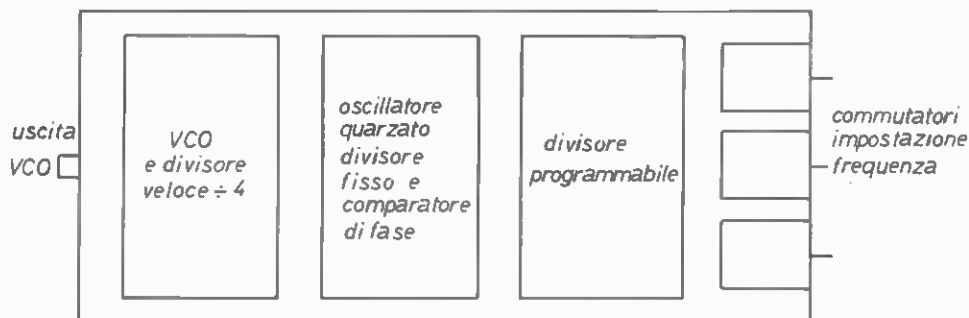 uscita
VCO
VCO
e divisore
veloce ÷ 4
oscillatore
quarzato
divisore
fisso e
comparatore
di fase
divisore
programmabile
commutatori
impostazione
frequenza